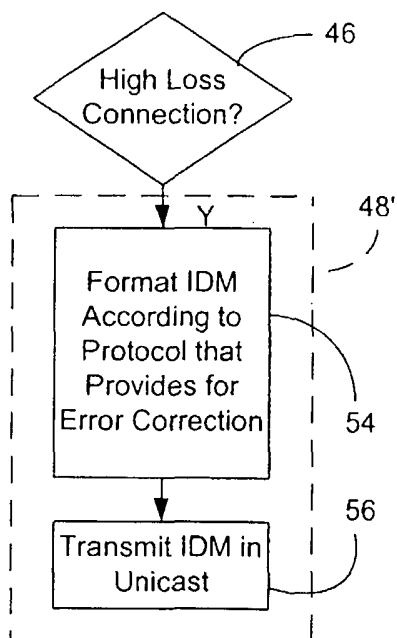 46
High Loss
Connection?
Y
48'
Format IDM
According to
Protocol that
Provides for
Error Correction
54
56
Transmit IDM in
Unicast